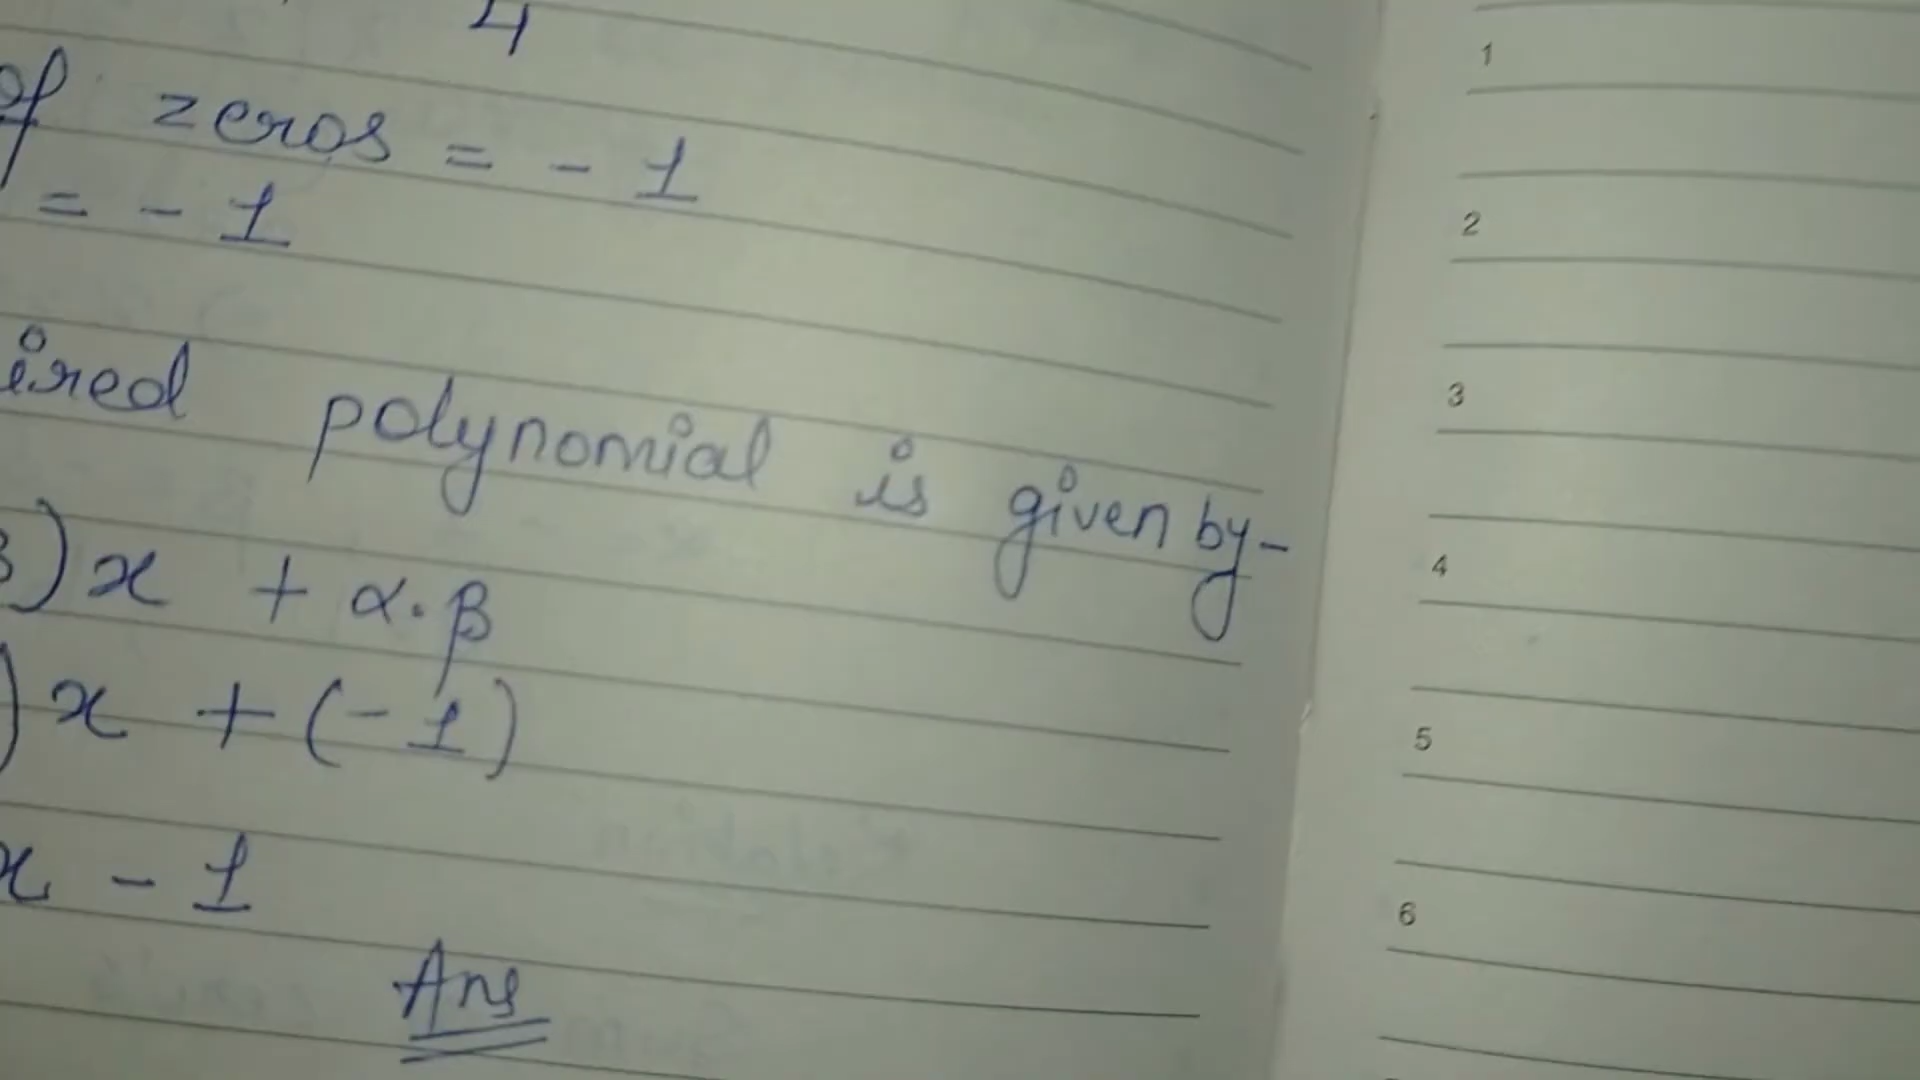 4
of zeros = - 1
= - 1
ired polynomial is given by-
β)x + α.β
)x + (-1)
x - 1
Ans
1
2
3
4
5
6